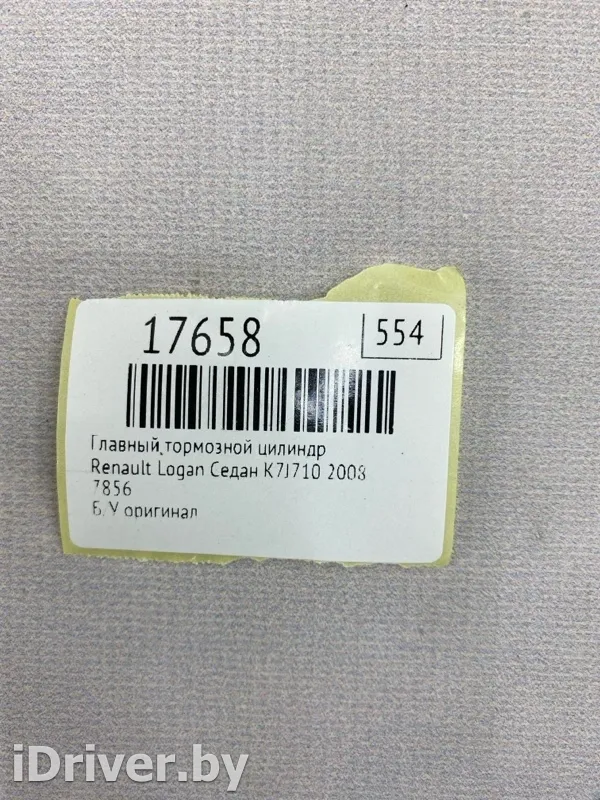 17658
554
Главный тормозной цилиндр
Renault Logan Седан K7J710 2008
7856
Б/У оригинал
iDriver.by